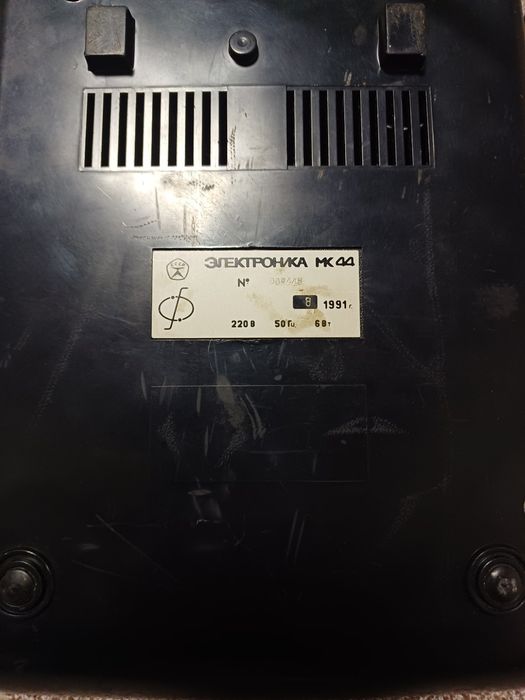 ЭЛЕКТРОНИКА МК 44
№
8 1991 г.
220 В 50 Гц, 6 Вт